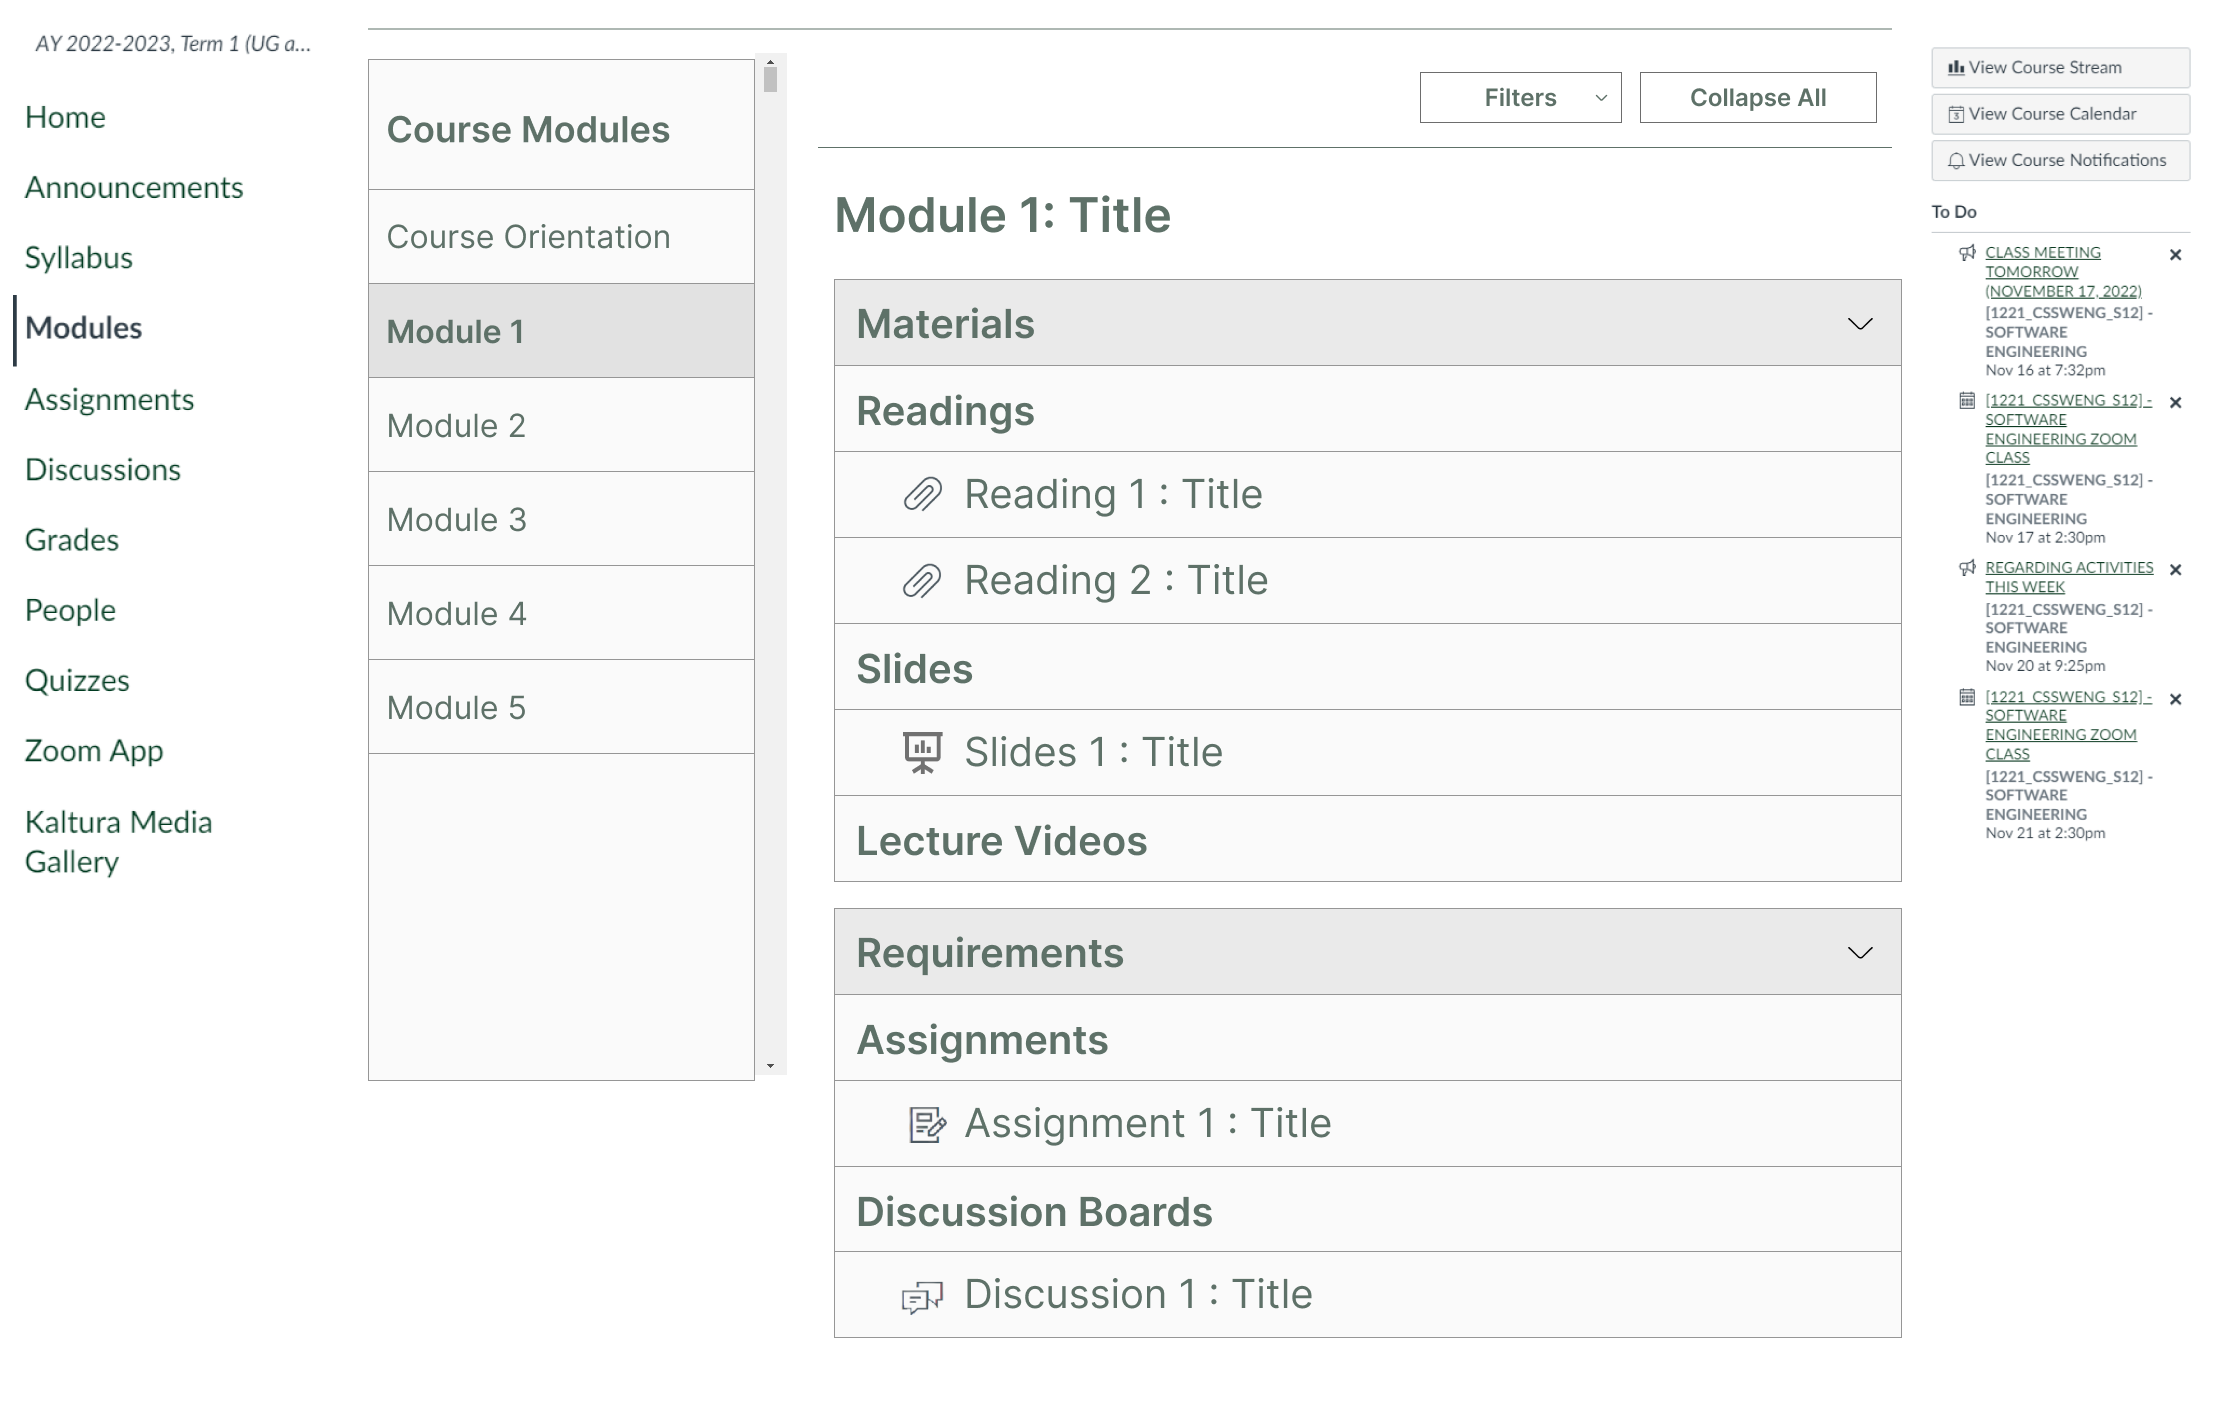 AY 2022-2023, Term 1 (UG a...
Home
Announcements
Syllabus
Modules
Assignments
Discussions
Grades
People
Quizzes
Zoom App
Kaltura Media
Gallery
Course Modules
Course Orientation
Module 1
Module 2
Module 3
Module 4
Module 5
Filters
Collapse All
Module 1: Title
Materials
Readings
Reading 1 : Title
Reading 2 : Title
Slides
Slides 1 : Title
Lecture Videos
Requirements
Assignments
Assignment 1 : Title
Discussion Boards
Discussion 1 : Title
View Course Stream
View Course Calendar
View Course Notifications
To Do
CLASS MEETING
TOMORROW
(NOVEMBER 17, 2022)
[1221_CSSWENG_S12] -
SOFTWARE
ENGINEERING
Nov 16 at 7:32pm
[1221_CSSWENG_S12] -
SOFTWARE
ENGINEERING ZOOM
CLASS
[1221_CSSWENG_S12] -
SOFTWARE
ENGINEERING
Nov 17 at 2:30pm
REGARDING ACTIVITIES
THIS WEEK
[1221_CSSWENG_S12] -
SOFTWARE
ENGINEERING
Nov 20 at 9:25pm
[1221_CSSWENG_S12] -
SOFTWARE
ENGINEERING ZOOM
CLASS
[1221_CSSWENG_S12] -
SOFTWARE
ENGINEERING
Nov 21 at 2:30pm